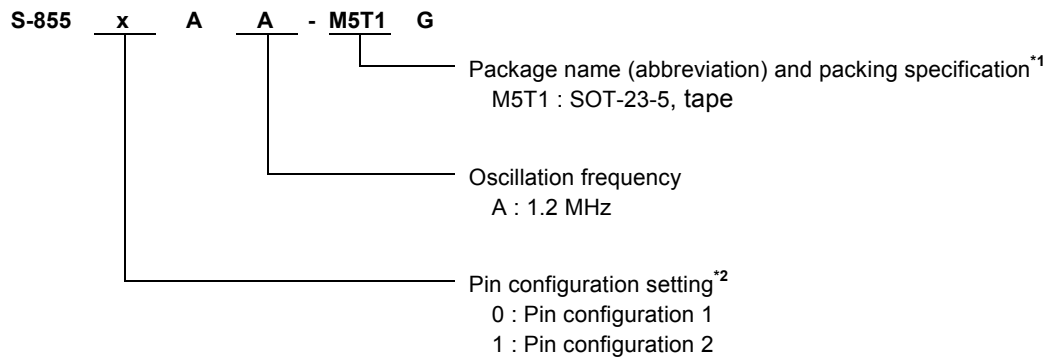 S-855 x A A - M5T1 G
Package name (abbreviation) and packing specification*1
M5T1 : SOT-23-5, tape
Oscillation frequency
A : 1.2 MHz
Pin configuration setting*2
0 : Pin configuration 1
1 : Pin configuration 2